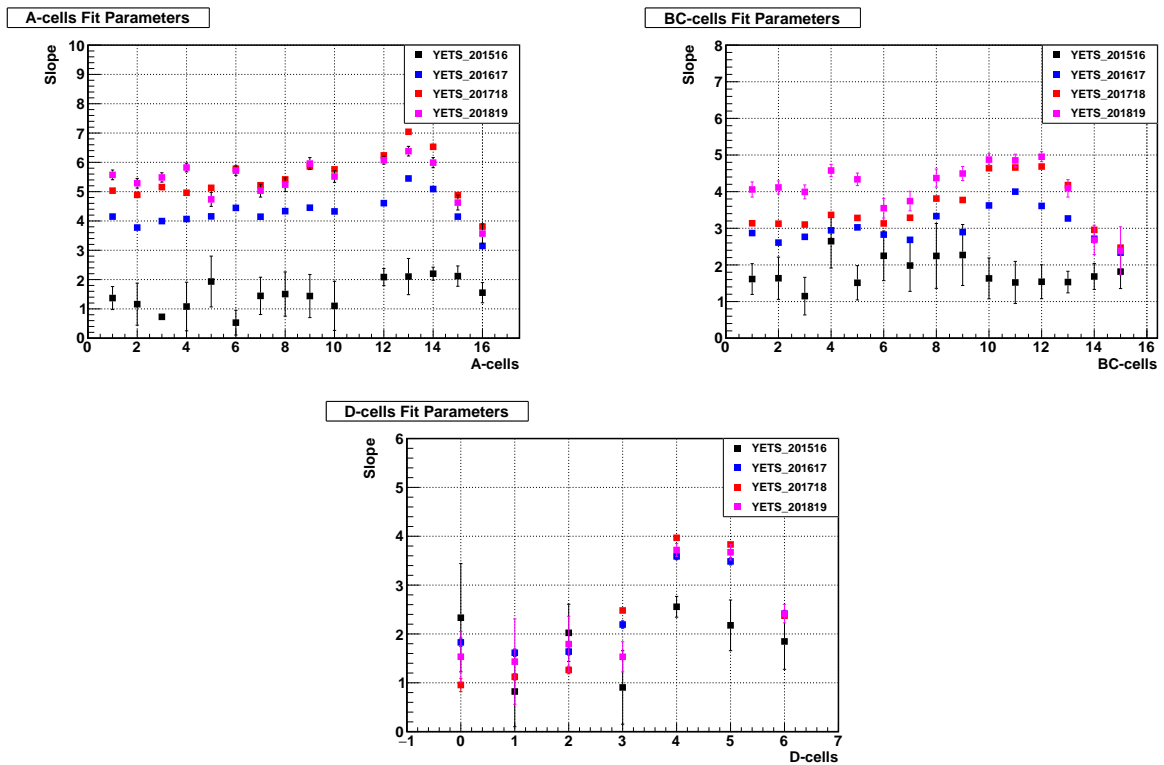 A-cells Fit Parameters
Slope
10
9
8
7
6
5
4
3
2
1
0
YETS_201516
YETS_201617
YETS_201718
YETS_201819
0 2 4 6 8 10 12 14 16
A-cells
BC-cells Fit Parameters
Slope
8
7
6
5
4
3
2
1
0
YETS_201516
YETS_201617
YETS_201718
YETS_201819
0 2 4 6 8 10 12 14 16
BC-cells
D-cells Fit Parameters
Slope
6
5
4
3
2
1
0
YETS_201516
YETS_201617
YETS_201718
YETS_201819
−1 0 1 2 3 4 5 6 7
D-cells